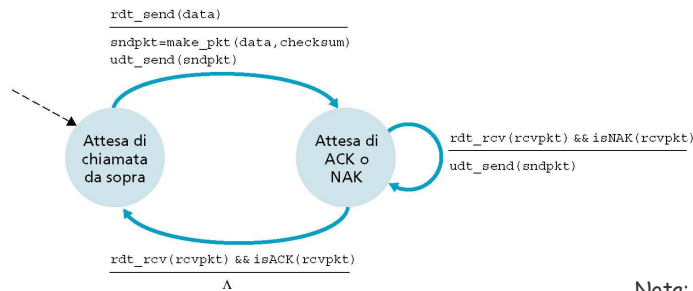 rdt_send(data)
sndpkt=make_pkt(data,checksum)
udt_send(sndpkt)
Attesa di
chiamata
da sopra
Attesa di
ACK o
NAK
rdt_rcv(rcvpkt) && isNAK(rcvpkt)
udt_send(sndpkt)
rdt_rcv(rcvpkt) && isACK(rcvpkt)
Λ
Note: